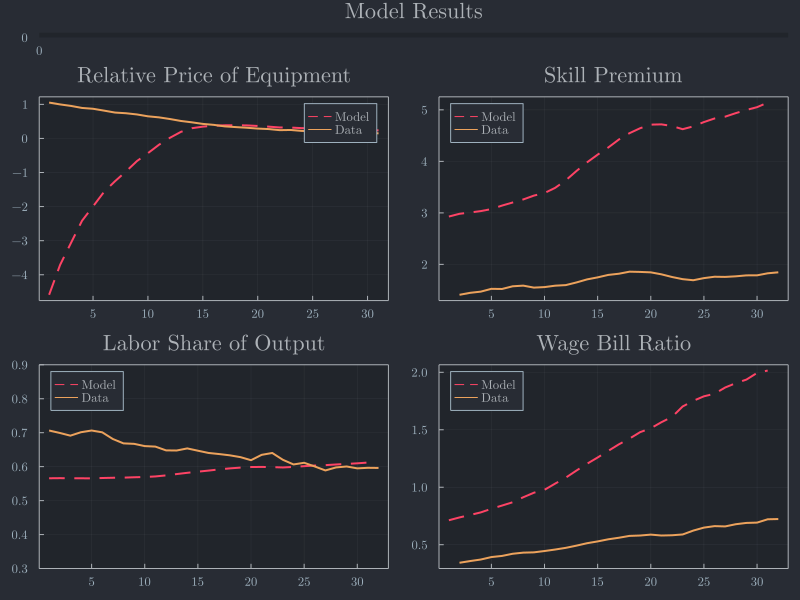 Model Results
0
0
Relative Price of Equipment
1
0
−1
−2
−3
−4
5 10 15 20 25 30
Model
Data
Skill Premium
5
4
3
2
5 10 15 20 25 30
Model
Data
Labor Share of Output
0.9
0.8
0.7
0.6
0.5
0.4
0.3
5 10 15 20 25 30
Model
Data
Wage Bill Ratio
2.0
1.5
1.0
0.5
5 10 15 20 25 30
Model
Data